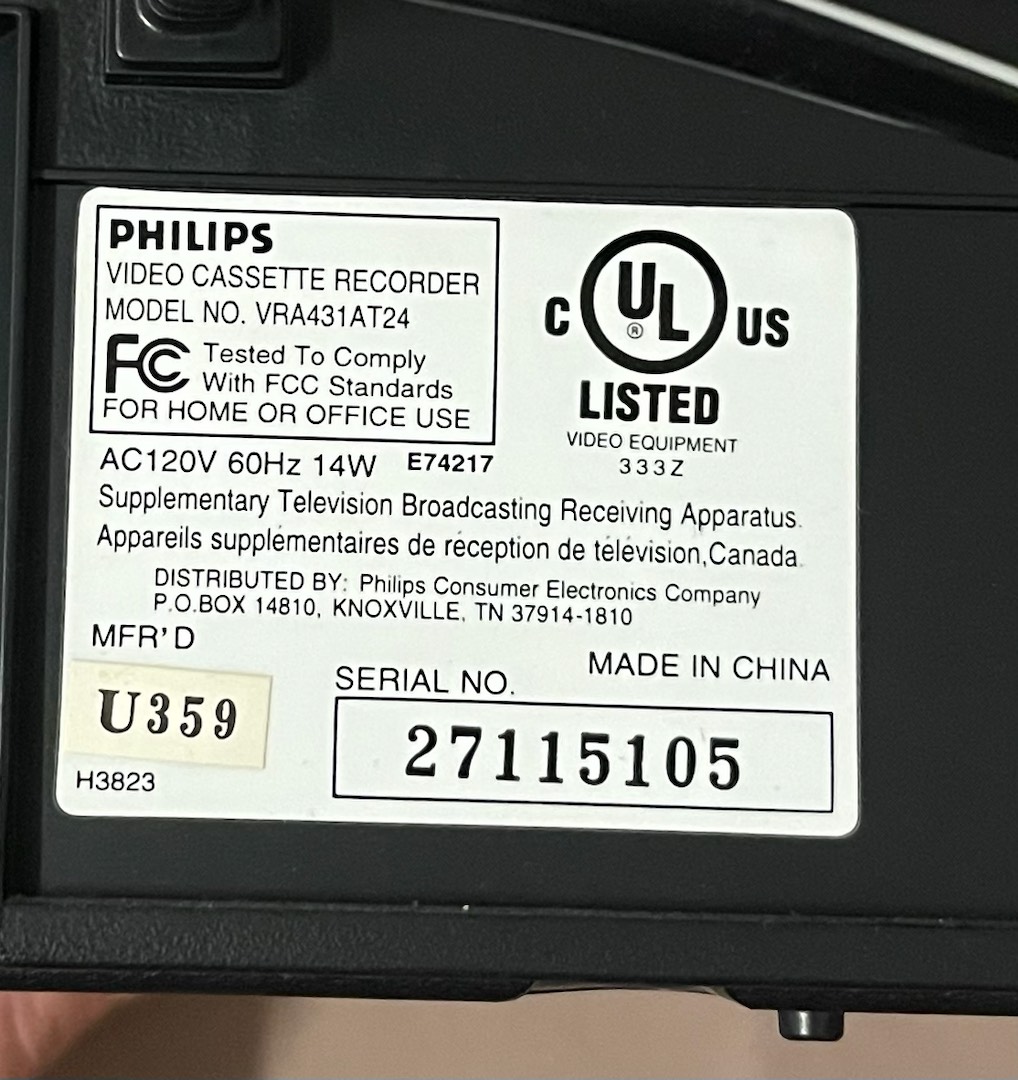 PHILIPS
VIDEO CASSETTE RECORDER
MODEL NO. VRA431AT24
FC Tested To Comply
With FCC Standards
FOR HOME OR OFFICE USE
C UL ® US
LISTED
VIDEO EQUIPMENT
333Z
AC120V 60Hz 14W E74217
Supplementary Television Broadcasting Receiving Apparatus.
Appareils supplémentaires de réception de télévision,Canada.
DISTRIBUTED BY: Philips Consumer Electronics Company
P.O.BOX 14810, KNOXVILLE, TN 37914-1810
MFR'D
MADE IN CHINA
U359
SERIAL NO.
27115105
H3823